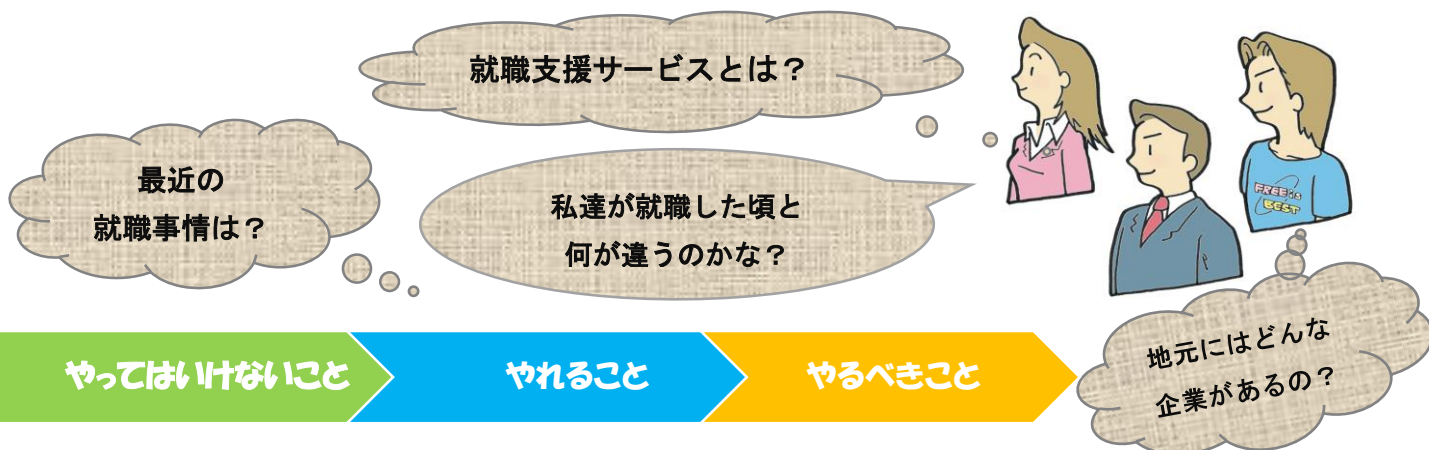 就職支援サービスとは？
最近の
就職事情は？
私達が就職した頃と
何が違うのかな？
FREE is
BEST
地元にはどんな
企業があるの？
やってはいけないこと
やれること
やるべきこと